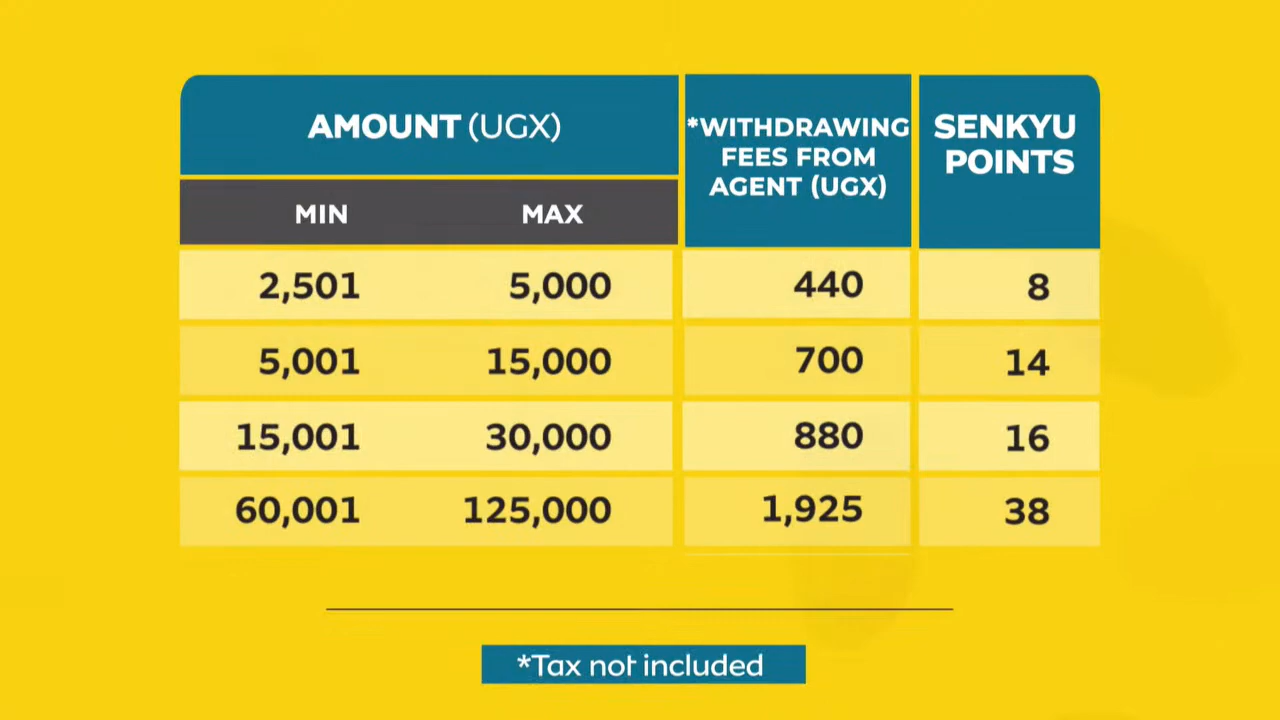 AMOUNT (UGX)
*WITHDRAWING
FEES FROM
AGENT (UGX)
SENKYU
POINTS
MIN MAX
2,501 5,000 440 8
5,001 15,000 700 14
15,001 30,000 880 16
60,001 125,000 1,925 38
*Tax not included